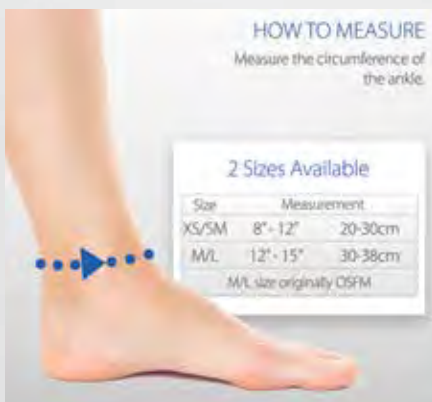 HOW TO MEASURE
Measure the circumference of
the ankle.
2 Sizes Available
Size Measurement
XS/SM 8"- 12" 20-30cm
M/L 12"- 15" 30-38cm
M/L size originally OSFM